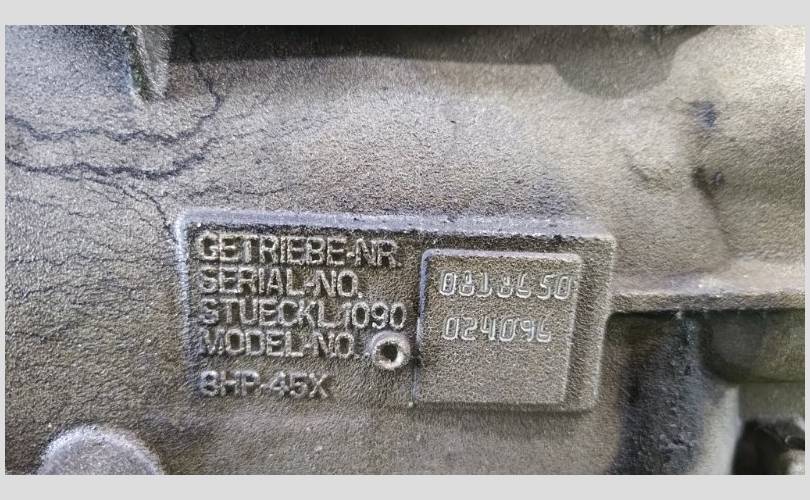 GETRIEBE-NR.
SERIAL-NO.
STUECKL.1090
MODEL-NO.
8HP-45X
0818650
024096